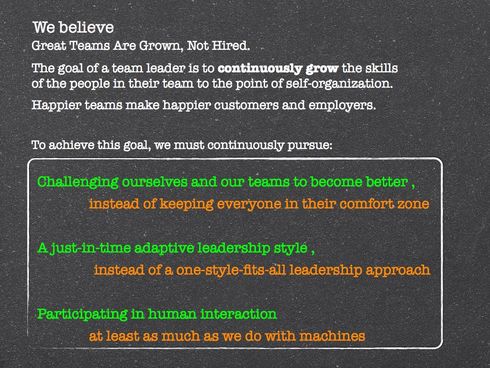 We believe
Great Teams Are Grown, Not Hired.
The goal of a team leader is to continuously grow the skills
of the people in their team to the point of self-organization.
Happier teams make happier customers and employers.
To achieve this goal, we must continuously pursue:
Challenging ourselves and our teams to become better ,
instead of keeping everyone in their comfort zone
A just-in-time adaptive leadership style ,
instead of a one-style-fits-all leadership approach
Participating in human interaction
at least as much as we do with machines